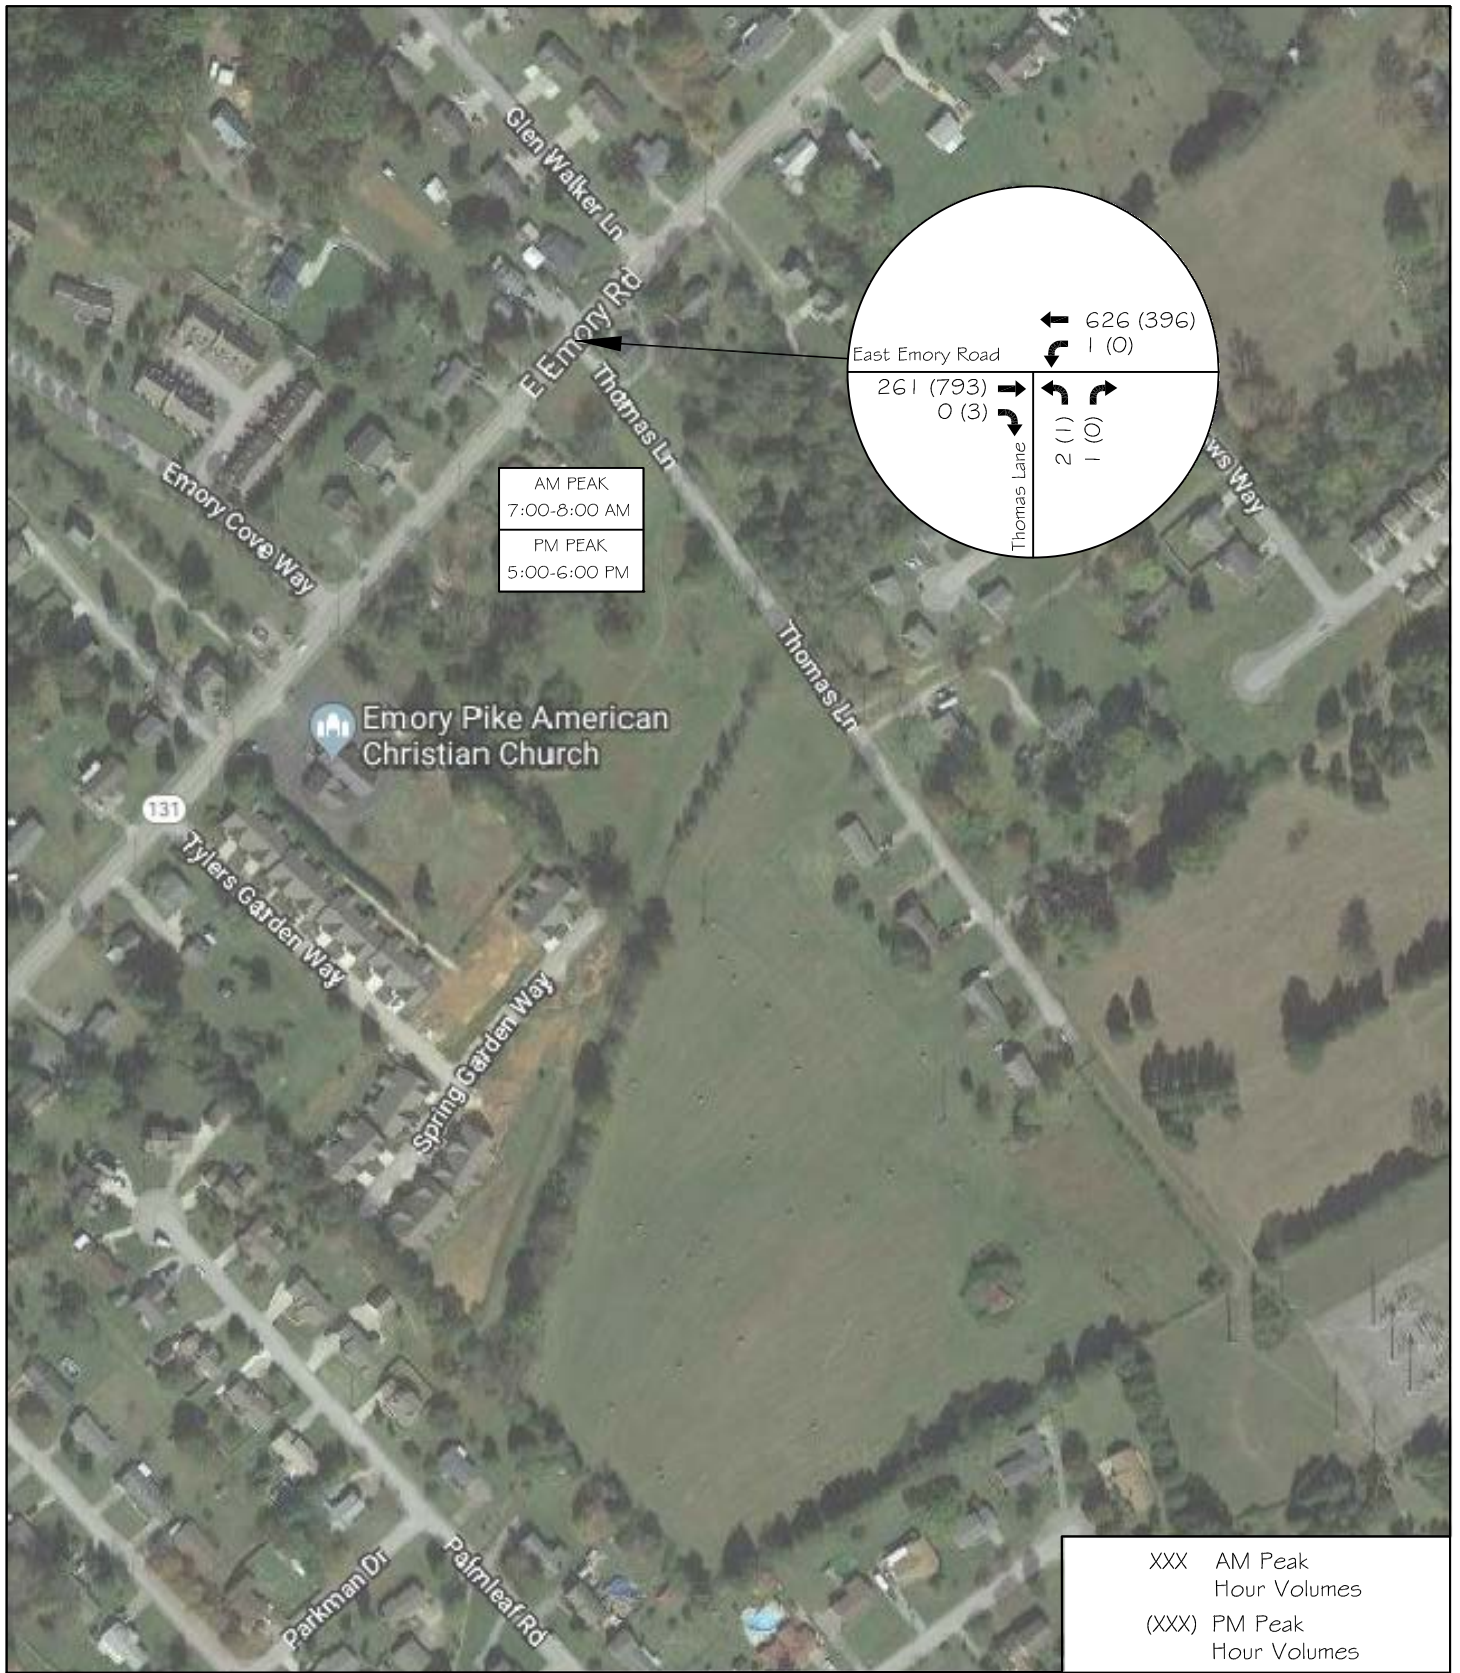 Glen Walker Ln
E Emory Rd
626 (396)
1 (0)
East Emory Road
261 (793)
0 (3)
2 (1)
1 (0)
Thomas Lane
Thomas Ln
ws Way
AM PEAK
7:00-8:00 AM
PM PEAK
5:00-6:00 PM
Emory Cove Way
Thomas Ln
Emory Pike American
Christian Church
131
Tylers Garden Way
Spring Garden Way
Parkman Dr
Palmleaf Rd
XXX AM Peak
Hour Volumes
(XXX) PM Peak
Hour Volumes